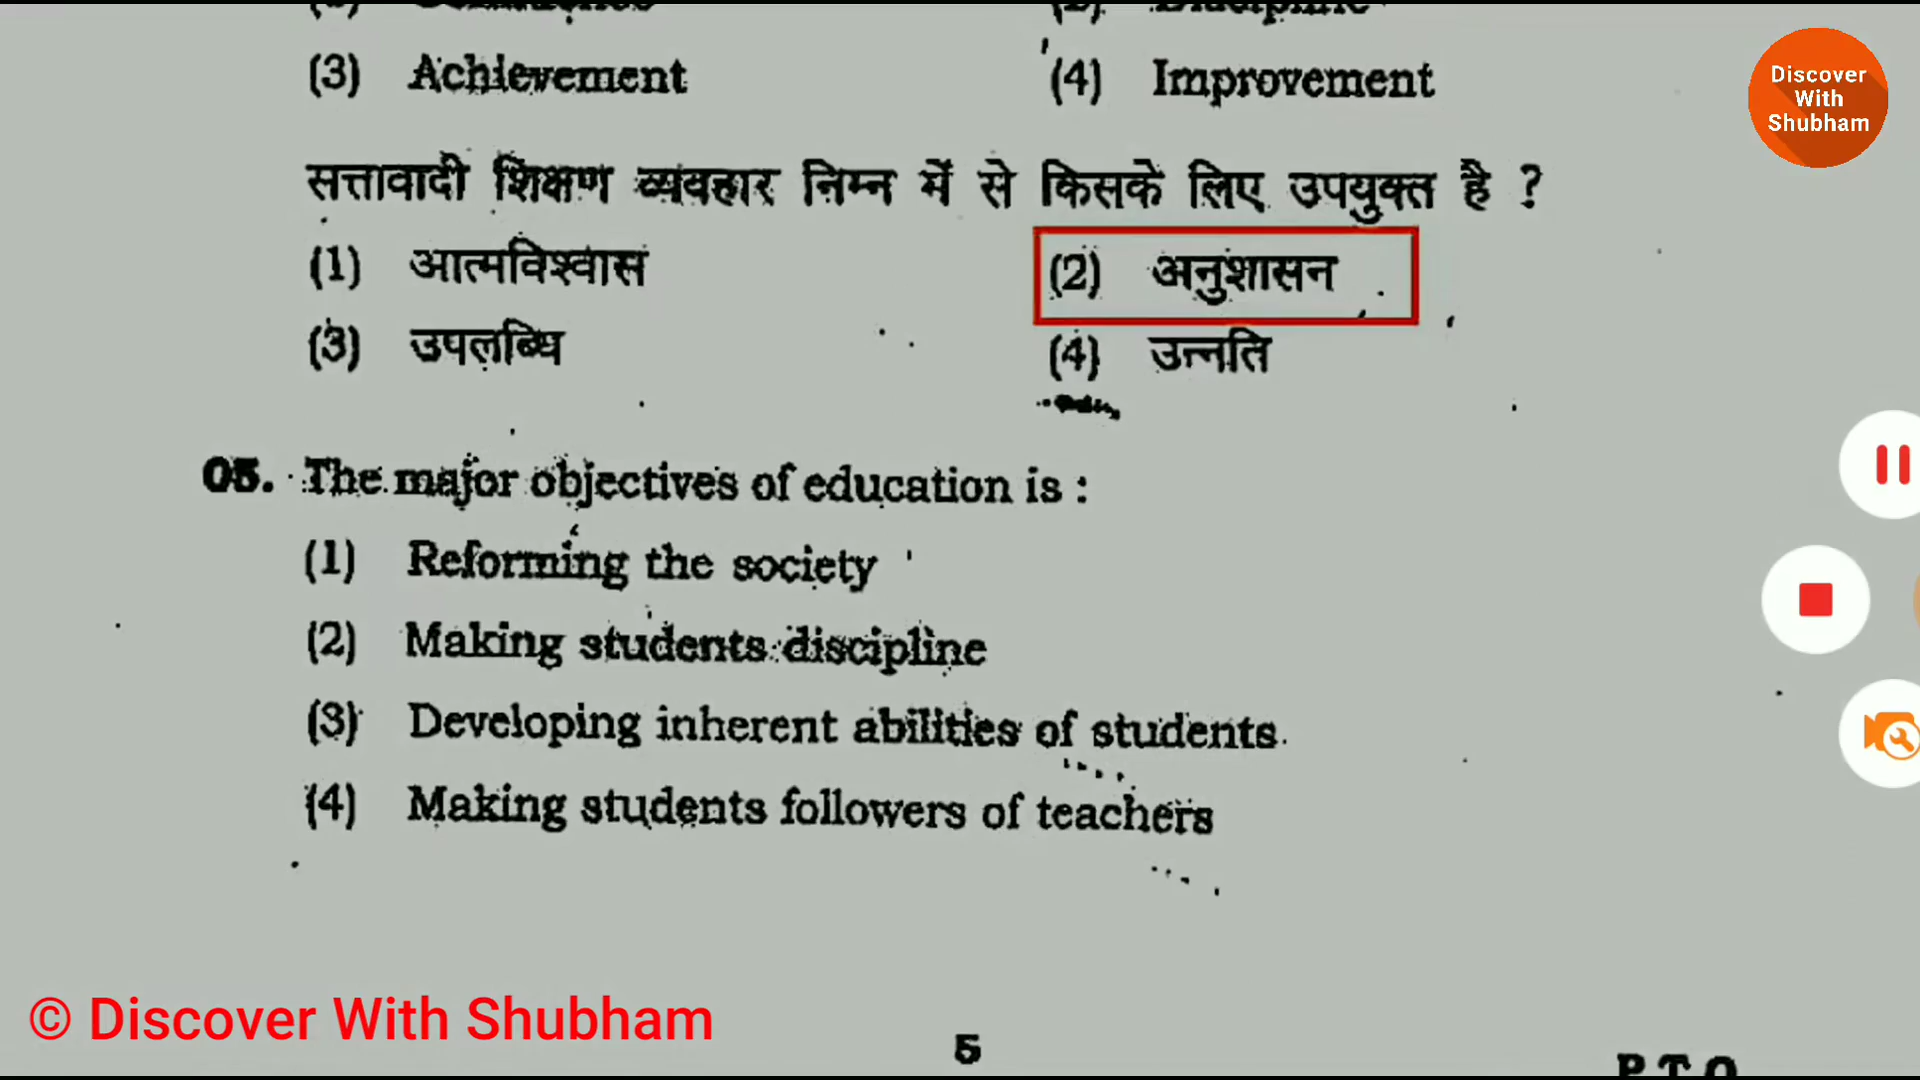 (3) Achievement (4) Improvement
Discover
With
Shubham
सत्तावादी शिक्षण व्यवहार निम्न में से किसके लिए उपयुक्त है ?
(1) आत्मविश्वास (2) अनुशासन
(3) उपलब्धि (4) उन्नति
05. The major objectives of education is :
(1) Reforming the society
(2) Making students discipline
(3) Developing inherent abilities of students
(4) Making students followers of teachers
© Discover With Shubham
5
P.T.O